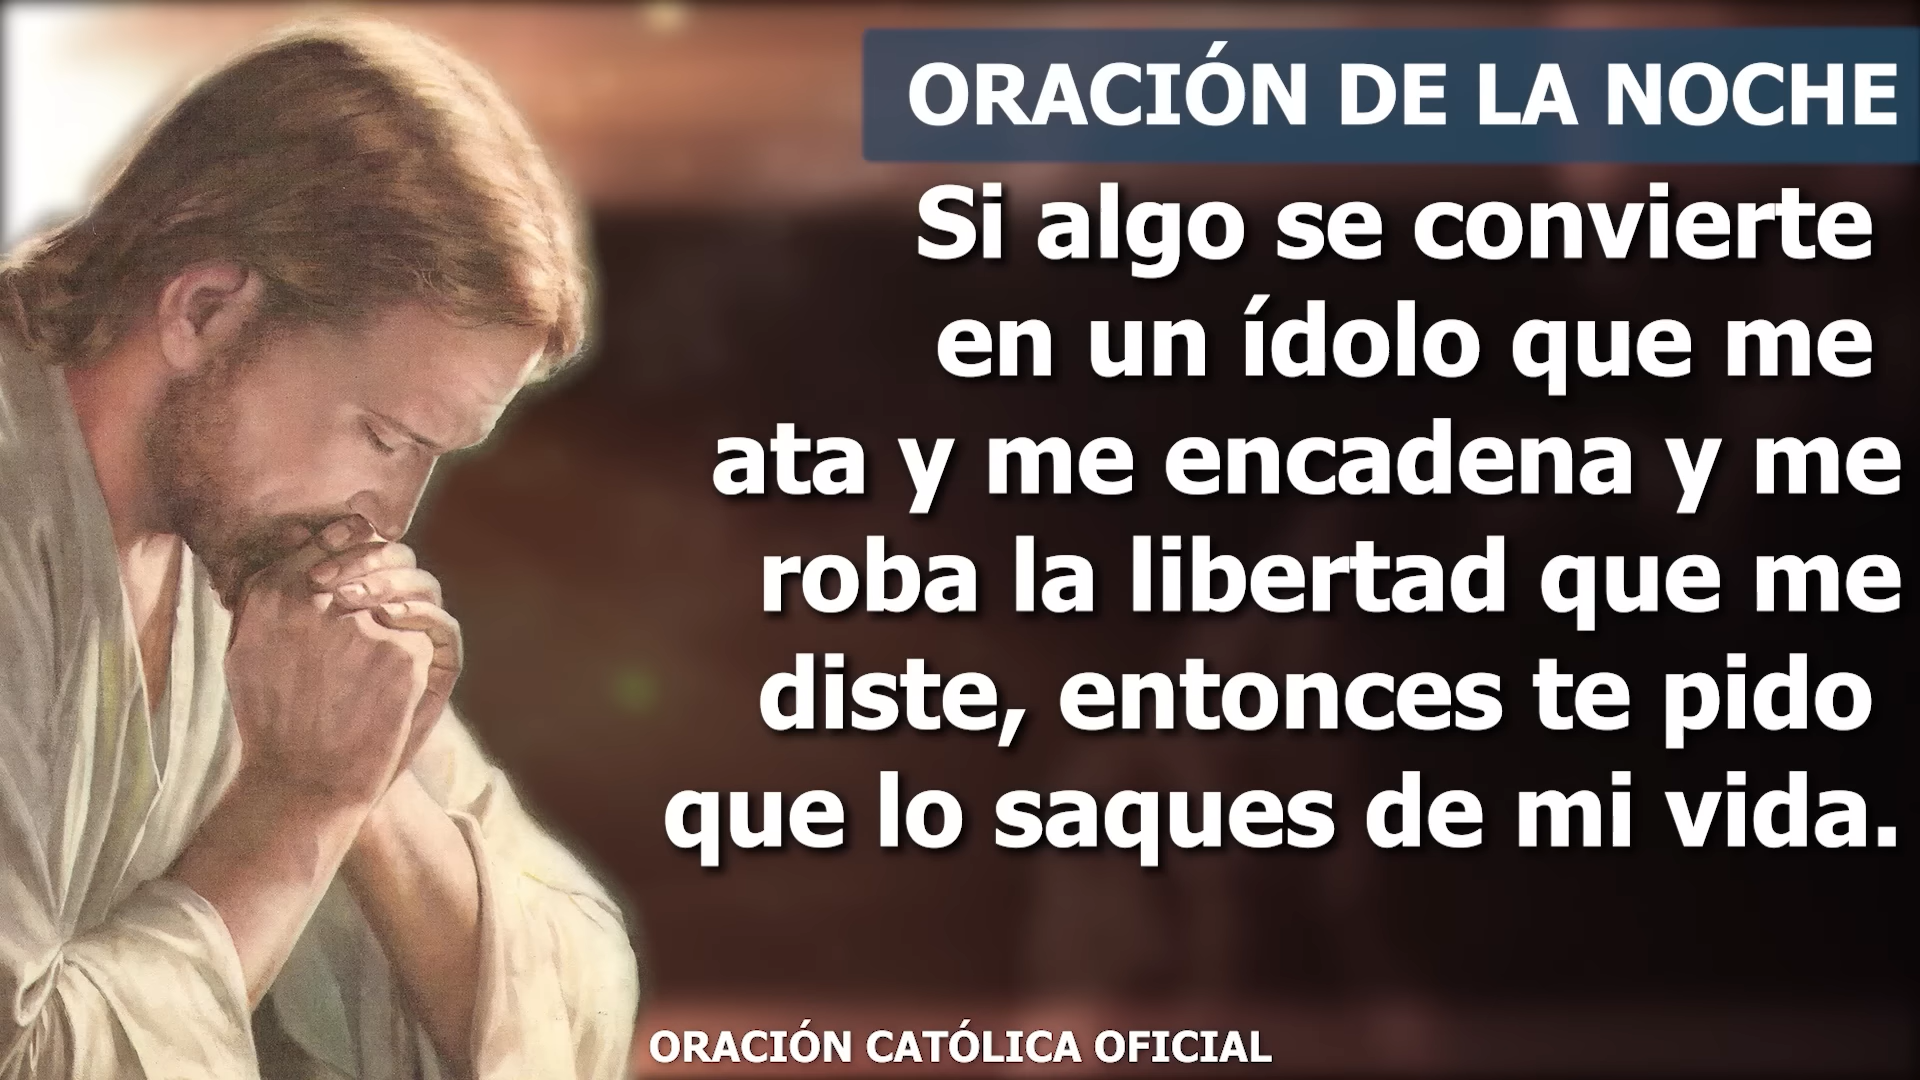 ORACIÓN DE LA NOCHE
Si algo se convierte
en un ídolo que me
ata y me encadena y me
roba la libertad que me
diste, entonces te pido
que lo saques de mi vida.
ORACIÓN CATÓLICA OFICIAL